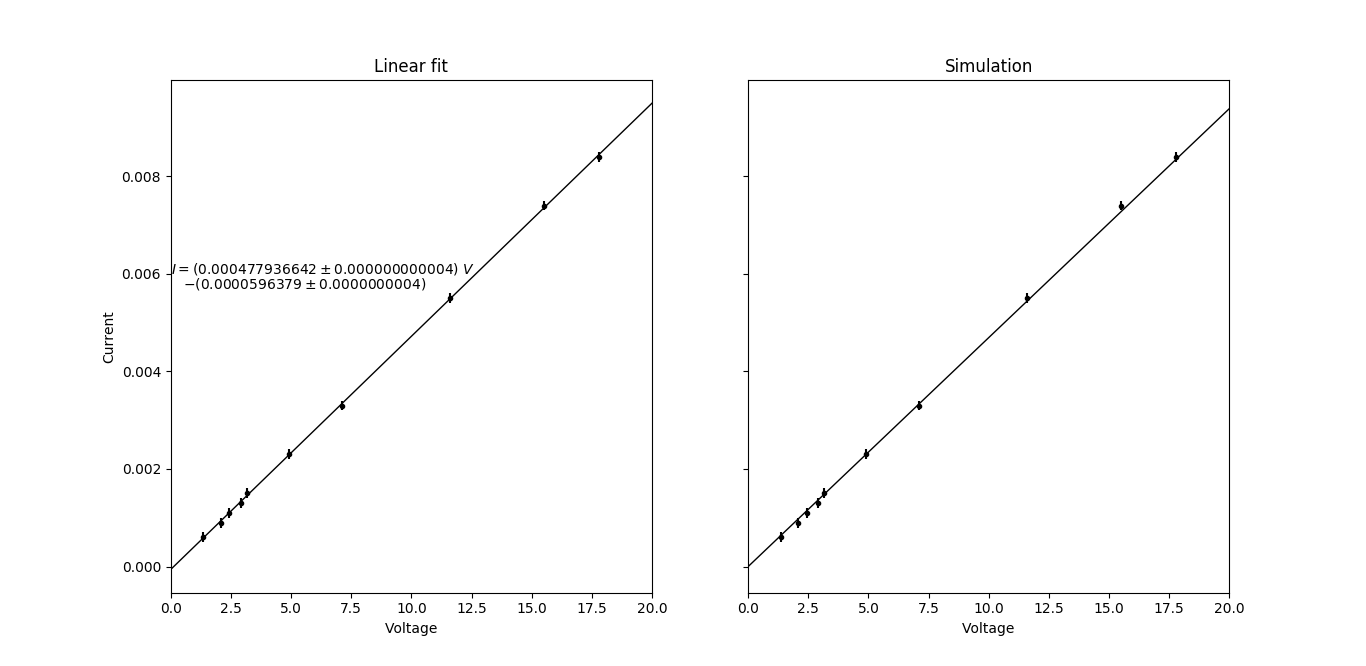 Linear fit
Simulation
0.008
0.006
0.004
0.002
0.000
Current
I = (0.000477936642 ± 0.000000000004) V
−(0.0000596379 ± 0.0000000004)
0.0 2.5 5.0 7.5 10.0 12.5 15.0 17.5 20.0
Voltage
0.0 2.5 5.0 7.5 10.0 12.5 15.0 17.5 20.0
Voltage